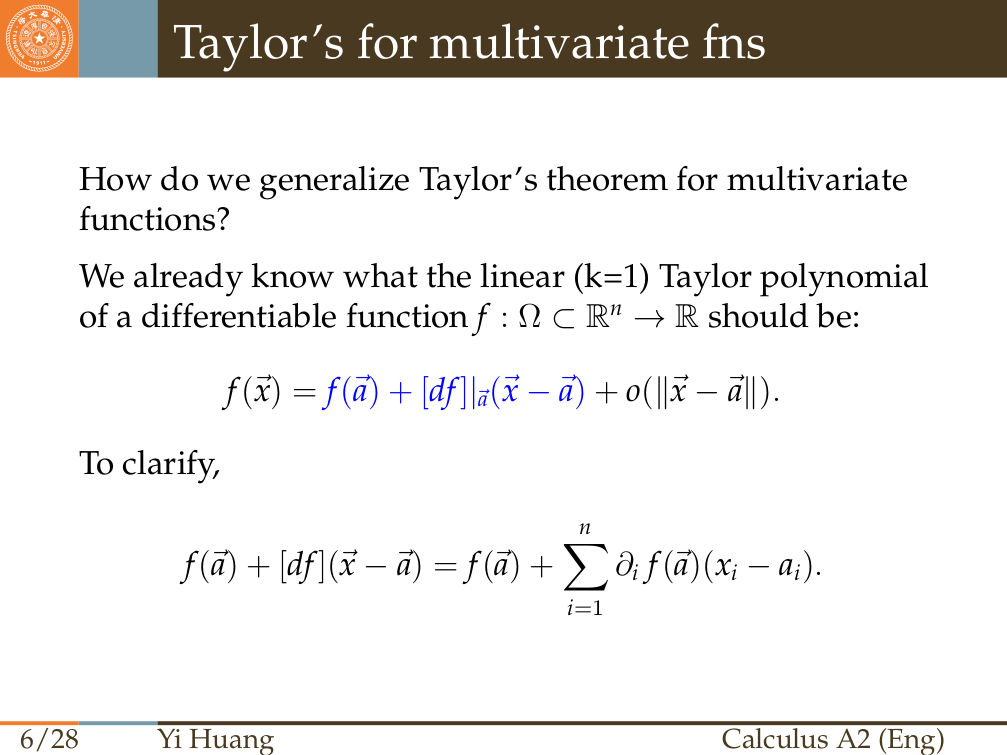 Taylor’s for multivariate fns
How do we generalize Taylor’s theorem for multivariate
functions?
We already know what the linear (k=1) Taylor polynomial
of a differentiable function f : Ω ⊂ ℝⁿ → ℝ should be:
f(x⃗) = f(a⃗) + [df]|ₐ⃗(x⃗ − a⃗) + o(‖x⃗ − a⃗‖).
To clarify,
f(a⃗) + [df](x⃗ − a⃗) = f(a⃗) + ∑ᵢ₌₁ⁿ ∂ᵢf(a⃗)(xᵢ − aᵢ).
6/28 Yi Huang Calculus A2 (Eng)